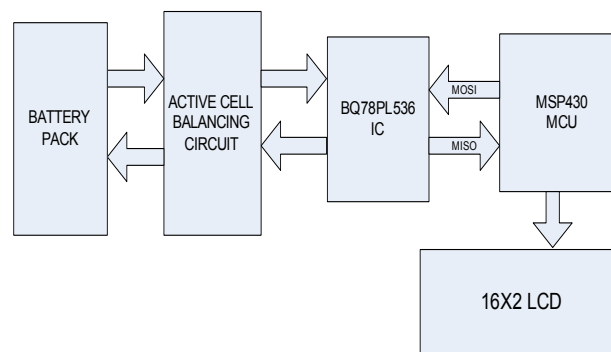 BATTERY
PACK
ACTIVE CELL
BALANCING
CIRCUIT
BQ78PL536
IC
MOSI
MISO
MSP430
MCU
16X2 LCD